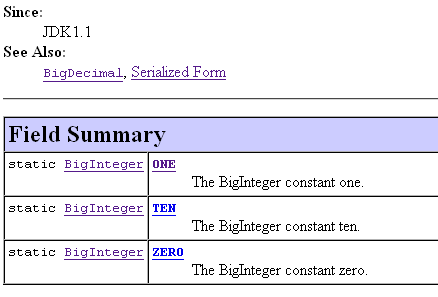 Since:
JDK1.1
See Also:
BigDecimal, Serialized Form
Field Summary
static BigInteger ONE
The BigInteger constant one.
static BigInteger TEN
The BigInteger constant ten.
static BigInteger ZERO
The BigInteger constant zero.